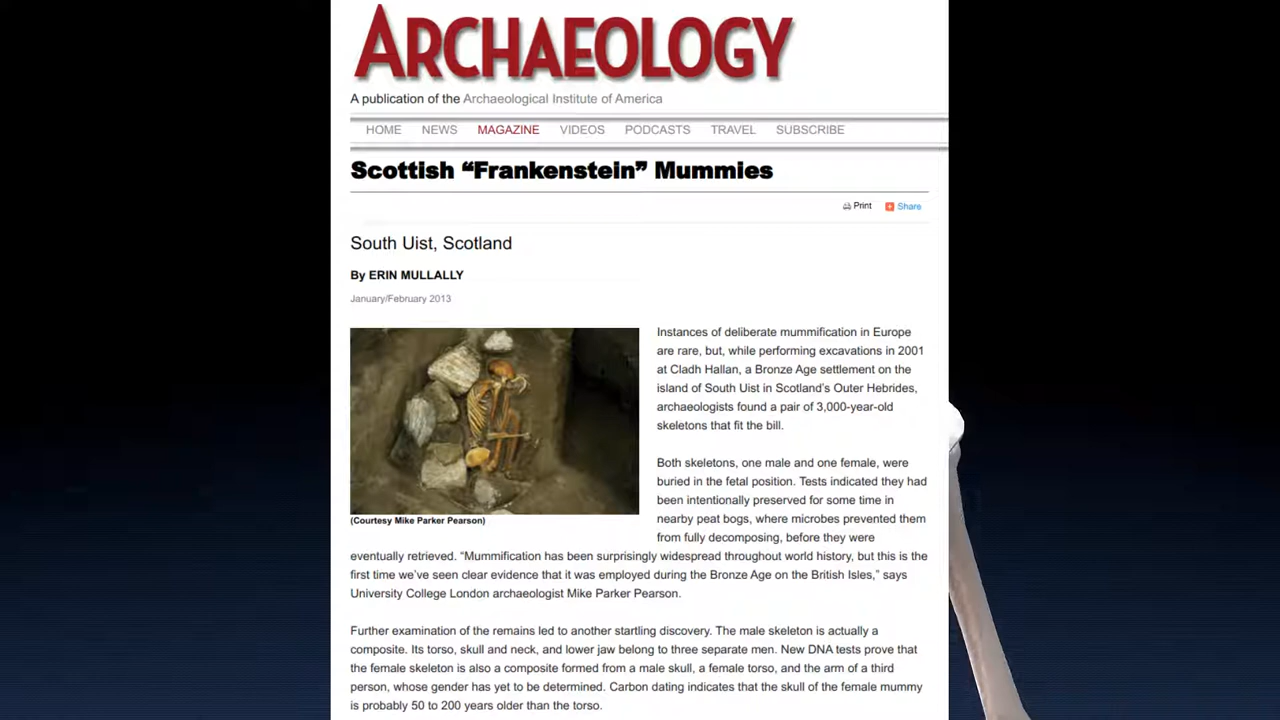 ARCHAEOLOGY
A publication of the Archaeological Institute of America
HOME NEWS MAGAZINE VIDEOS PODCASTS TRAVEL SUBSCRIBE
Scottish “Frankenstein” Mummies
Print Share
South Uist, Scotland
By ERIN MULLALLY
January/February 2013
(Courtesy Mike Parker Pearson)
Instances of deliberate mummification in Europe
are rare, but, while performing excavations in 2001
at Cladh Hallan, a Bronze Age settlement on the
island of South Uist in Scotland’s Outer Hebrides,
archaeologists found a pair of 3,000-year-old
skeletons that fit the bill.
Both skeletons, one male and one female, were
buried in the fetal position. Tests indicated they had
been intentionally preserved for some time in
nearby peat bogs, where microbes prevented them
from fully decomposing, before they were
eventually retrieved. “Mummification has been surprisingly widespread throughout world history, but this is the
first time we’ve seen clear evidence that it was employed during the Bronze Age on the British Isles,” says
University College London archaeologist Mike Parker Pearson.
Further examination of the remains led to another startling discovery. The male skeleton is actually a
composite. Its torso, skull and neck, and lower jaw belong to three separate men. New DNA tests prove that
the female skeleton is also a composite formed from a male skull, a female torso, and the arm of a third
person, whose gender has yet to be determined. Carbon dating indicates that the skull of the female mummy
is probably 50 to 200 years older than the torso.